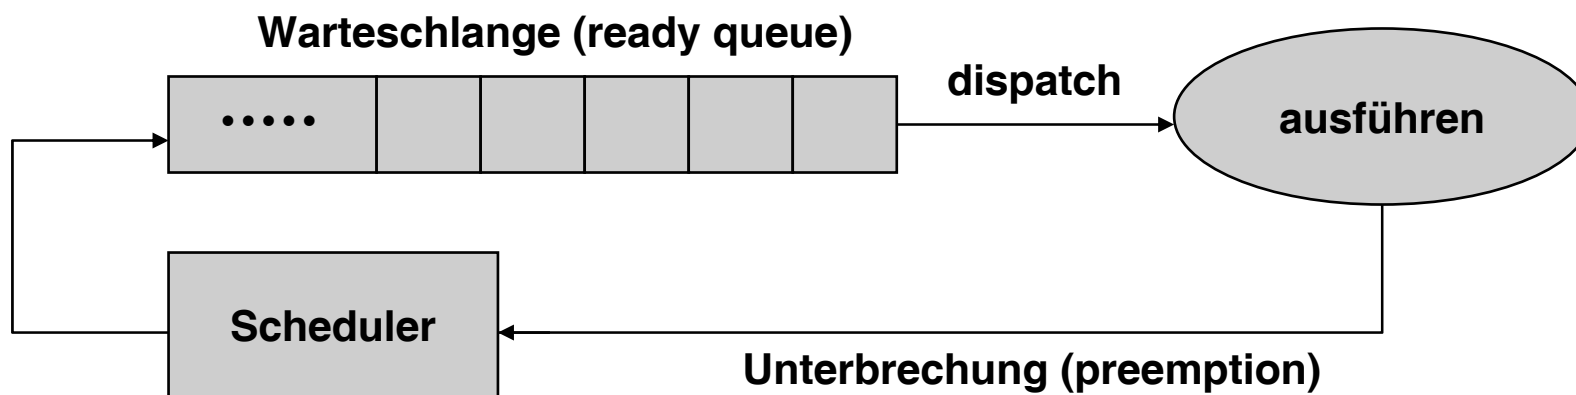 Warteschlange (ready queue)
dispatch
•••••
ausführen
Scheduler
Unterbrechung (preemption)